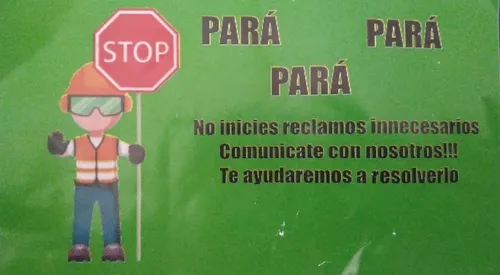 STOP
PARÁ PARÁ
PARÁ
No inicies reclamos innecesarios
Comunicate con nosotros!!!
Te ayudaremos a resolverlo